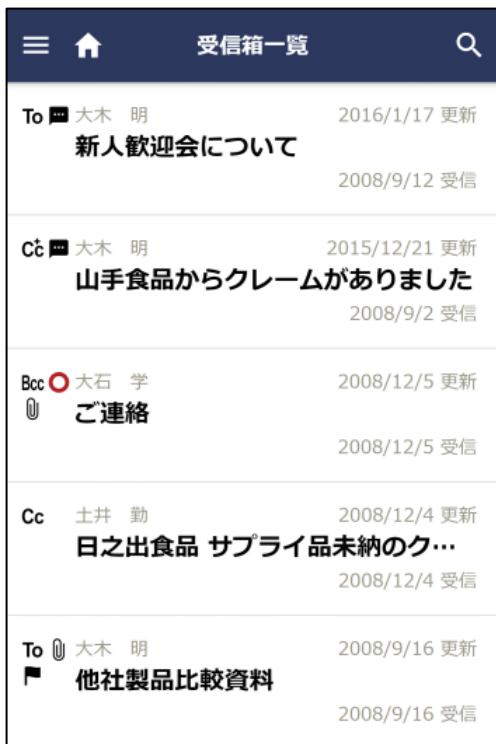 受信箱一覧
To 大木　明 2016/1/17 更新
新人歓迎会について
2008/9/12 受信
Cc 大木　明 2015/12/21 更新
山手食品からクレームがありました
2008/9/2 受信
Bcc 大石　学 2008/12/5 更新
ご連絡
2008/12/5 受信
Cc 土井　勤 2008/12/4 更新
日之出食品 サプライ品未納のク…
2008/12/4 受信
To 大木　明 2008/9/16 更新
他社製品比較資料
2008/9/16 受信